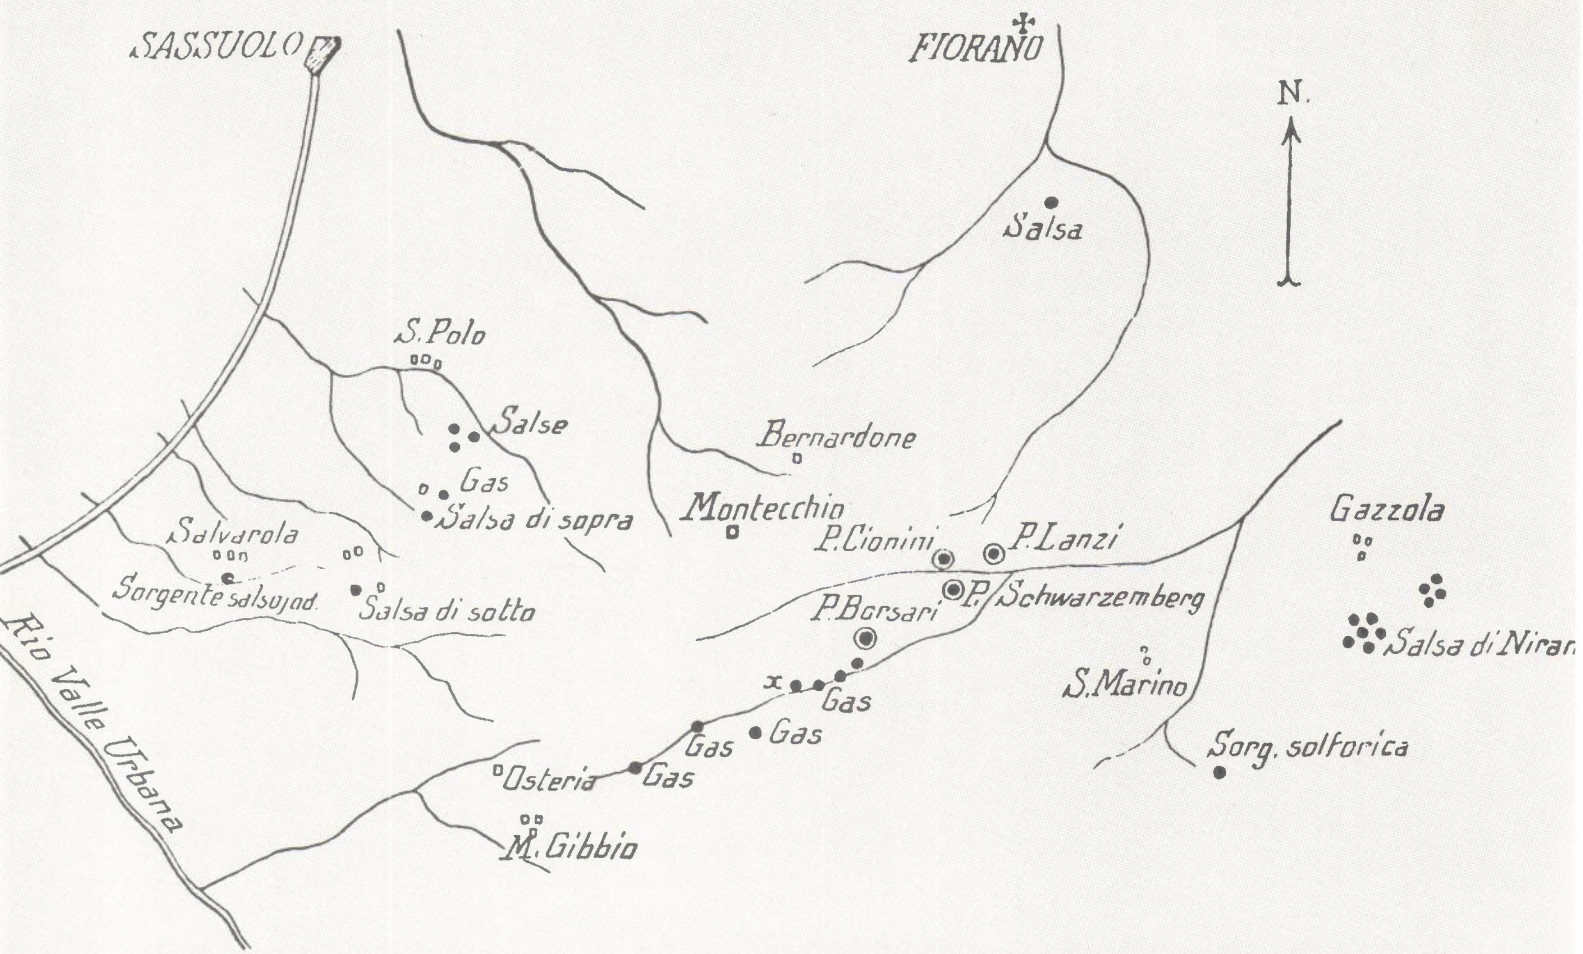 SASSUOLO
FIORANO
N.
Salsa
S. Polo
Salse
Bernardone
Gas
Salsa di sopra
Montecchio
Gazzola
Salvarola
P. Cionini
P. Lanzi
Sorgente salsojod.
Salsa di sotto
P. Borsari
P. Schwarzemberg
Rio Valle Urbana
Salsa di Niran
x
Gas
S. Marino
Gas
Gas
Sorg. solforica
Osteria
Gas
M. Gibbio